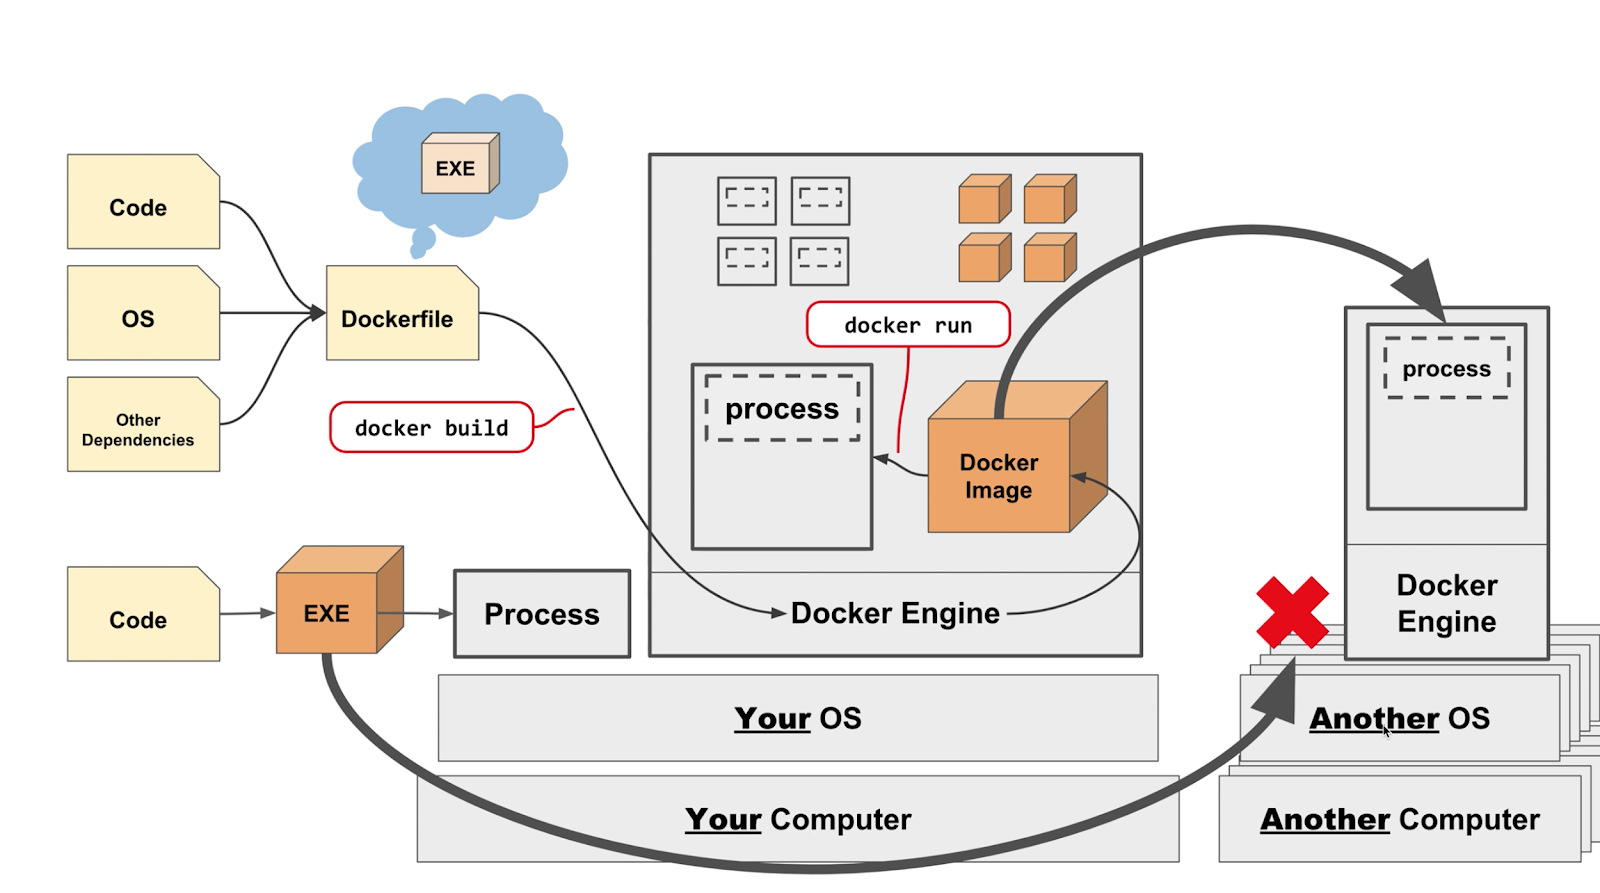 EXE
Code
OS
Other
Dependencies
Dockerfile
docker build
docker run
process
Docker
Image
Docker Engine
process
Docker
Engine
Code
EXE
Process
Your OS
Your Computer
Another OS
Another Computer